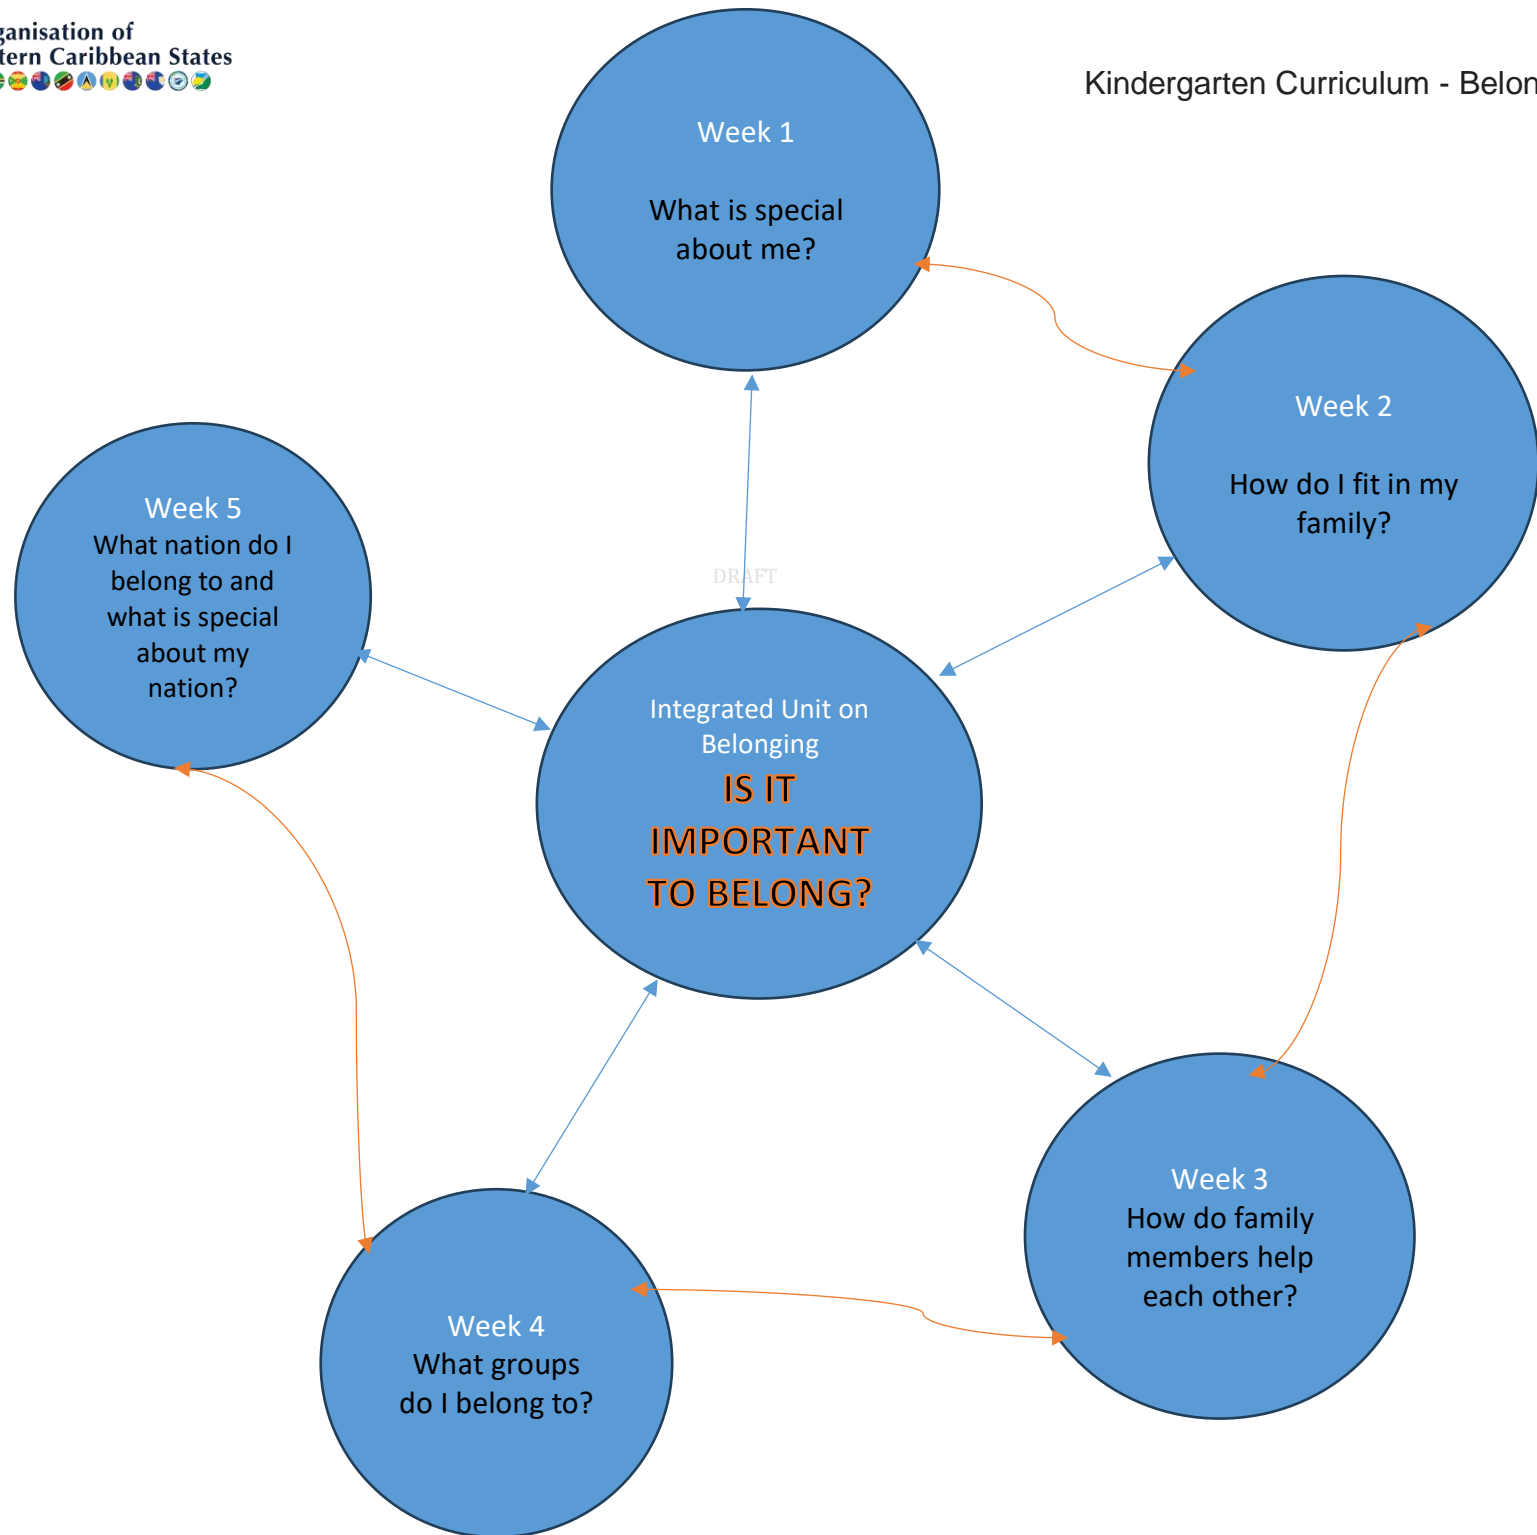 ganisation of
tern Caribbean States
Kindergarten Curriculum - Belon
Week 1
What is special
about me?
Week 2
How do I fit in my
family?
Week 5
What nation do I
belong to and
what is special
about my
nation?
DRAFT
Integrated Unit on
Belonging
IS IT
IMPORTANT
TO BELONG?
Week 3
How do family
members help
each other?
Week 4
What groups
do I belong to?